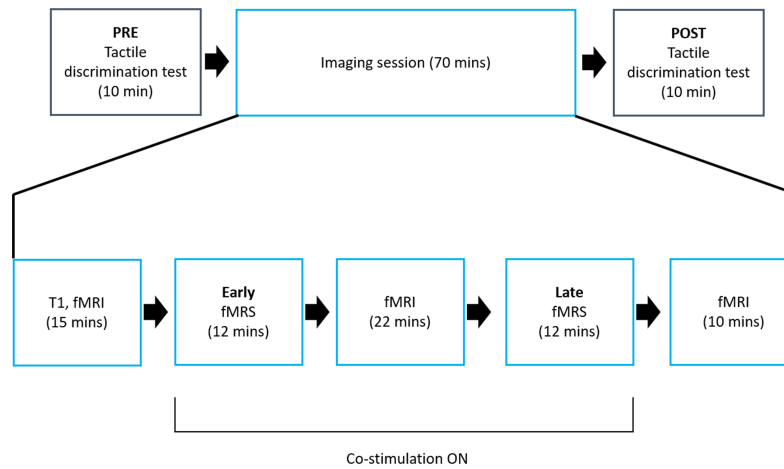 PRE
Tactile
discrimination test
(10 min)
Imaging session (70 mins)
POST
Tactile
discrimination test
(10 min)
T1, fMRI
(15 mins)
Early
fMRS
(12 mins)
fMRI
(22 mins)
Late
fMRS
(12 mins)
fMRI
(10 mins)
Co-stimulation ON